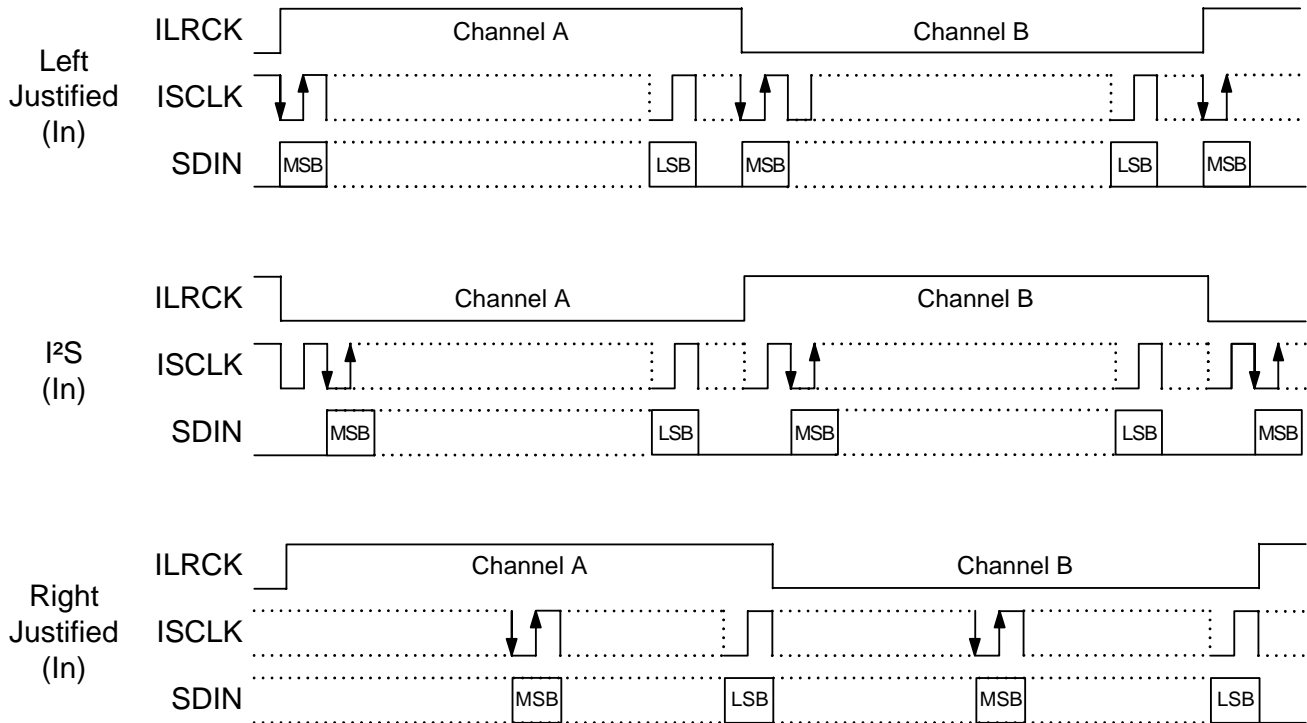 Left
Justified
(In)
ILRCK Channel A Channel B
ISCLK
SDIN MSB LSB MSB LSB MSB
I²S
(In)
ILRCK Channel A Channel B
ISCLK
SDIN MSB LSB MSB LSB MSB
Right
Justified
(In)
ILRCK Channel A Channel B
ISCLK
SDIN MSB LSB MSB LSB